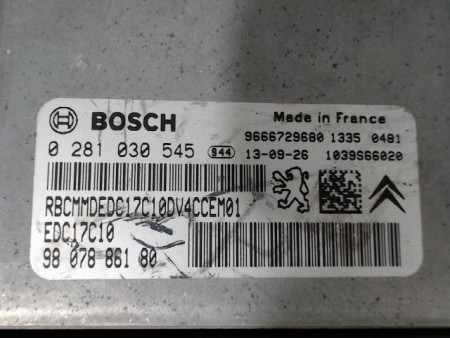 BOSCH
Made in France
9666729680 1335 0481
0 281 030 545 944 13-09-26 1039S66020
RBCMMDEDC17C10DV4CCEM01
EDC17C10
98 078 861 80